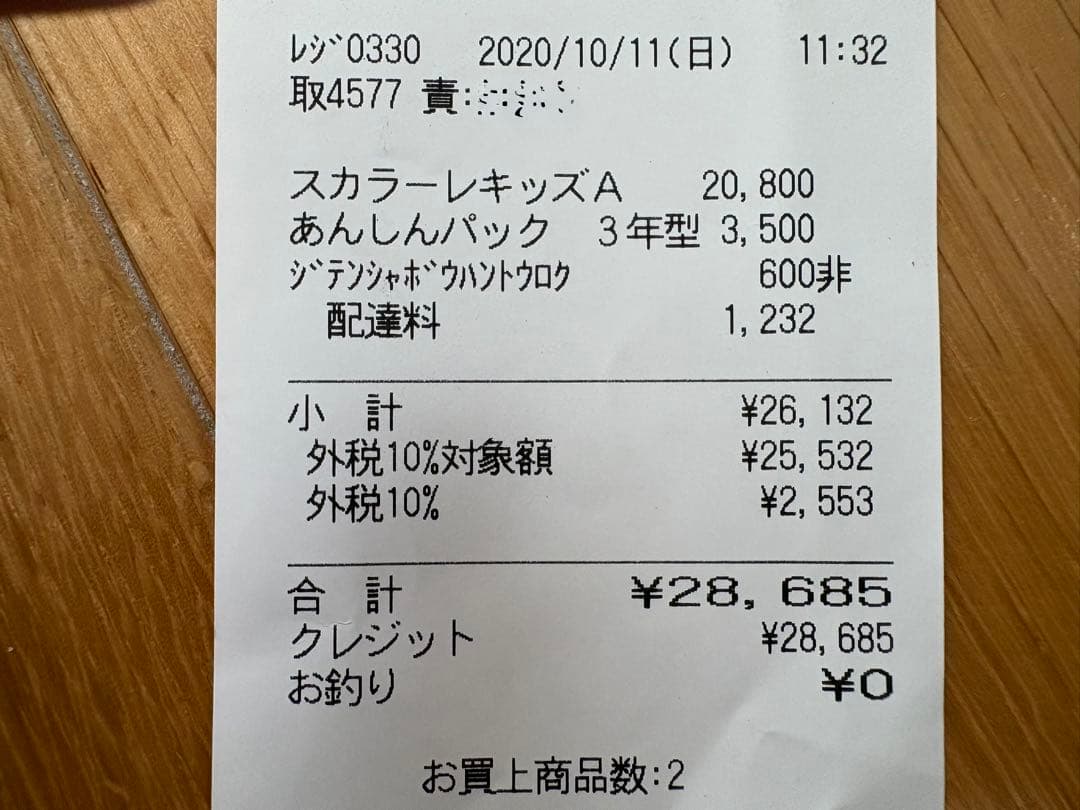 ﾚｼﾞ0330 2020/10/11(日) 11:32
取4577 責:
スカラーレキッズA 20,800
あんしんパック 3年型 3,500
ｼﾞﾃﾝｼｬﾎﾞｳﾊﾝﾄｳﾛｸ 600非
配達料 1,232
小 計 ¥26,132
外税10%対象額 ¥25,532
外税10% ¥2,553
合 計 ¥28,685
クレジット ¥28,685
お釣り ¥0
お買上商品数:2